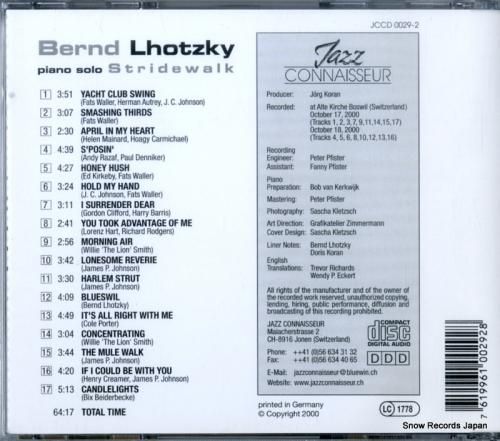 JCCD 0029-2
Bernd Lhotzky
piano solo Stridewalk
1 3:51 YACHT CLUB SWING
(Fats Waller, Herman Autrey, J. C. Johnson)
2 3:07 SMASHING THIRDS
(Fats Waller)
3 2:30 APRIL IN MY HEART
(Helen Mainard, Hoagy Carmichael)
4 4:39 S'POSIN'
(Andy Razaf, Paul Denniker)
5 4:27 HONEY HUSH
(Ed Kirkeby, Fats Waller)
6 3:24 HOLD MY HAND
(J. C. Johnson, Fats Waller)
7 3:11 I SURRENDER DEAR
(Gordon Clifford, Harry Barris)
8 2:41 YOU TOOK ADVANTAGE OF ME
(Lorenz Hart, Richard Rodgers)
9 2:56 MORNING AIR
(Willie 'The Lion' Smith)
10 3:42 LONESOME REVERIE
(James P. Johnson)
11 3:30 HARLEM STRUT
(James P. Johnson)
12 4:09 BLUESWIL
(Bernd Lhotzky)
13 4:49 IT'S ALL RIGHT WITH ME
(Cole Porter)
14 3:04 CONCENTRATING
(Willie 'The Lion' Smith)
15 3:44 THE MULE WALK
(James P. Johnson)
16 4:20 IF I COULD BE WITH YOU
(Henry Creamer, James P. Johnson)
17 5:13 CANDLELIGHTS
(Bix Beiderbecke)
64:17 TOTAL TIME
Jazz
CONNAISSEUR
Producer: Jörg Koran
Recorded: at Alte Kirche Boswil (Switzerland)
October 17, 2000
(Tracks 1, 2, 3, 7, 9, 11, 14, 15, 17)
October 18, 2000
(Tracks 4, 5, 6, 8, 10, 12, 13, 16)
Recording
Engineer: Peter Pfister
Assistant: Fanny Pfister
Piano
Preparation: Bob van Kerkwijk
Mastering: Peter Pfister
Photography: Sascha Kletzsch
Art Direction: Grafikatelier Zimmermann
Cover Design: Sascha Kletzsch
Liner Notes: Bernd Lhotzky
Doris Koran
English
Translations: Trevor Richards
Wendy P. Eckert
All rights of the manufacturer and of the owner of
the recorded work reserved, unauthorized copying,
lending, hiring, public performance, diffusion and
broadcasting of this recording prohibited.
JAZZ CONNAISSEUR
Malacherstrasse 2
CH-8916 Jonen (Switzerland)
Phone: ++41 (0)56 634 31 32
Fax: ++41 (0)56 634 40 65
E-Mail: jazzconnaisseur@bluewin.ch
Website: www.jazzconnaisseur.ch
COMPACT
disc
DIGITAL AUDIO
DDD
printed in Germany
© Copyright 2000
LC 1778
7 619961 002928
Snow Records Japan